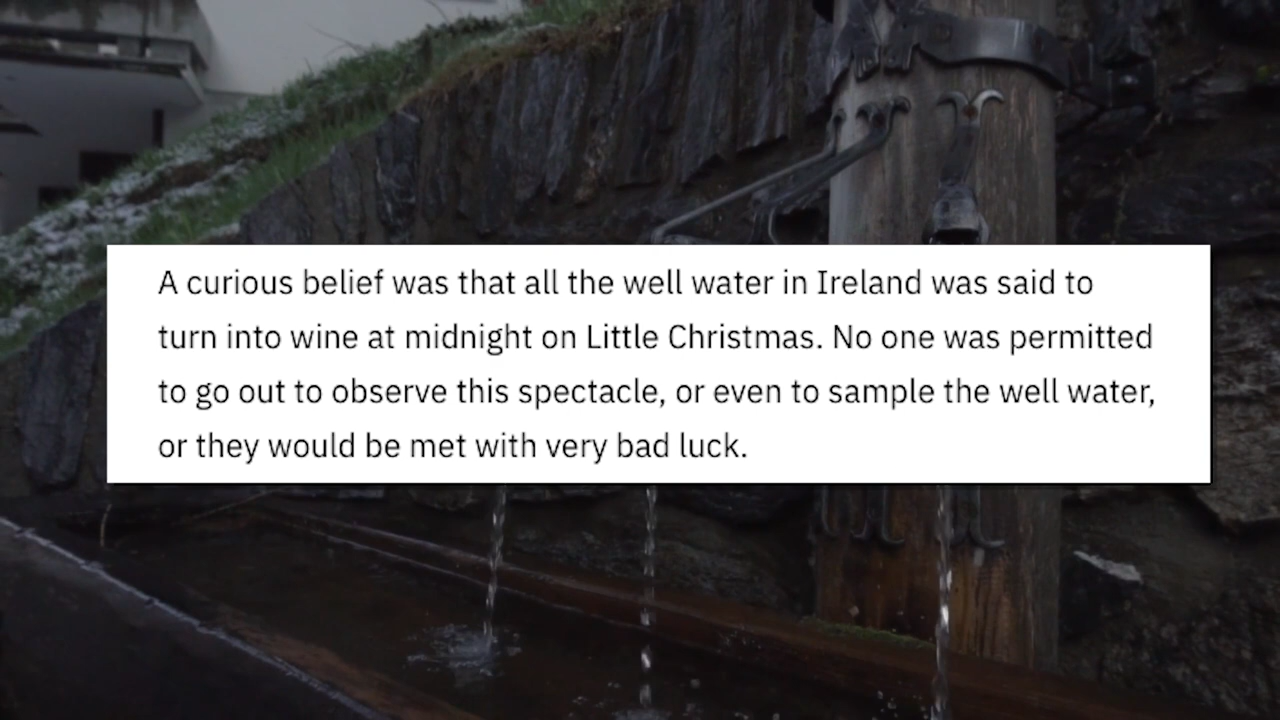 A curious belief was that all the well water in Ireland was said to
turn into wine at midnight on Little Christmas. No one was permitted
to go out to observe this spectacle, or even to sample the well water,
or they would be met with very bad luck.